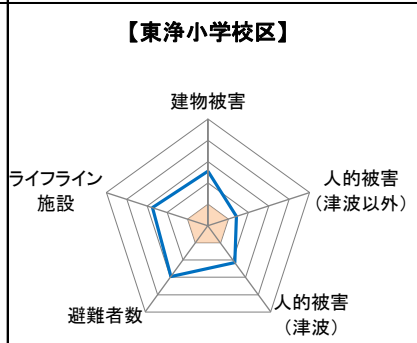 【東浄小学校区】
建物被害
人的被害
（津波以外）
人的被害
（津波）
避難者数
ライフライン
施設